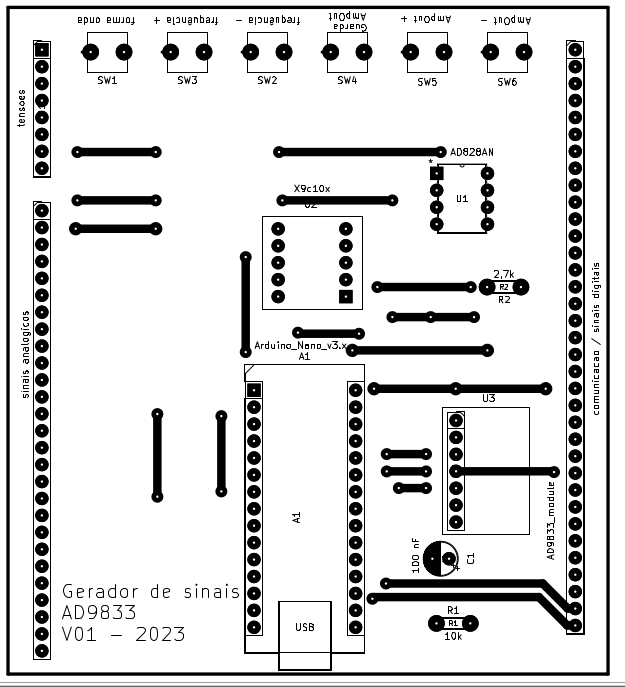 forma onda
frequência +
frequência -
Guarda
AmpOut
AmpOut +
AmpOut -
SW1
SW3
SW2
SW4
SW5
SW6
tensoes
AD828AN
*
U1
X9c10x
U2
2,7k
R2
R2
sinais analogicos
comunicacao / sinais digitais
Arduino_Nano_v3.x
A1
U3
A1
AD9833_module
100 nF
C1
+
Gerador de sinais
AD9833
V01 - 2023
USB
R1
R1
10k